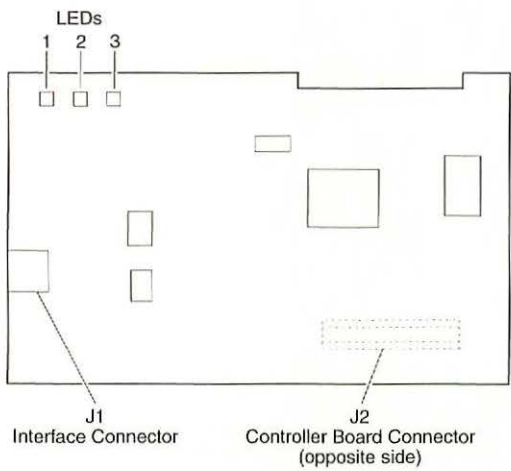 LEDs
1 2 3
J1
Interface Connector
J2
Controller Board Connector
(opposite side)